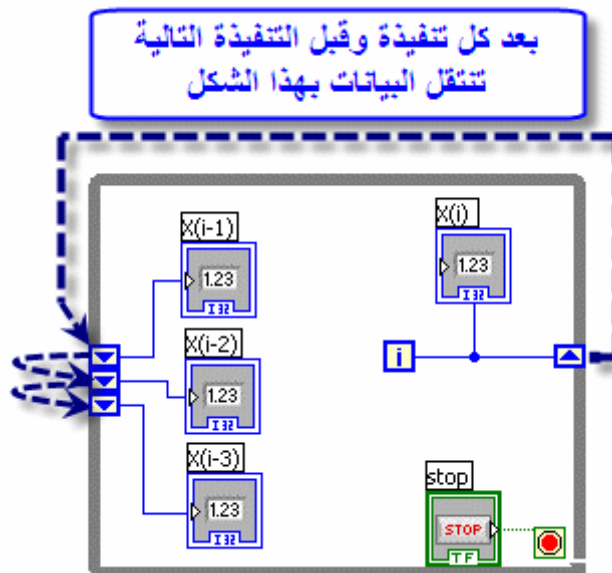 بعد كل تنفيذة وقبل التنفيذة التالية
تنتقل البيانات بهذا الشكل
X(i-1)
1.23
I32
X(i)
1.23
I32
X(i-2)
1.23
I32
i
X(i-3)
1.23
I32
stop
STOP
TF